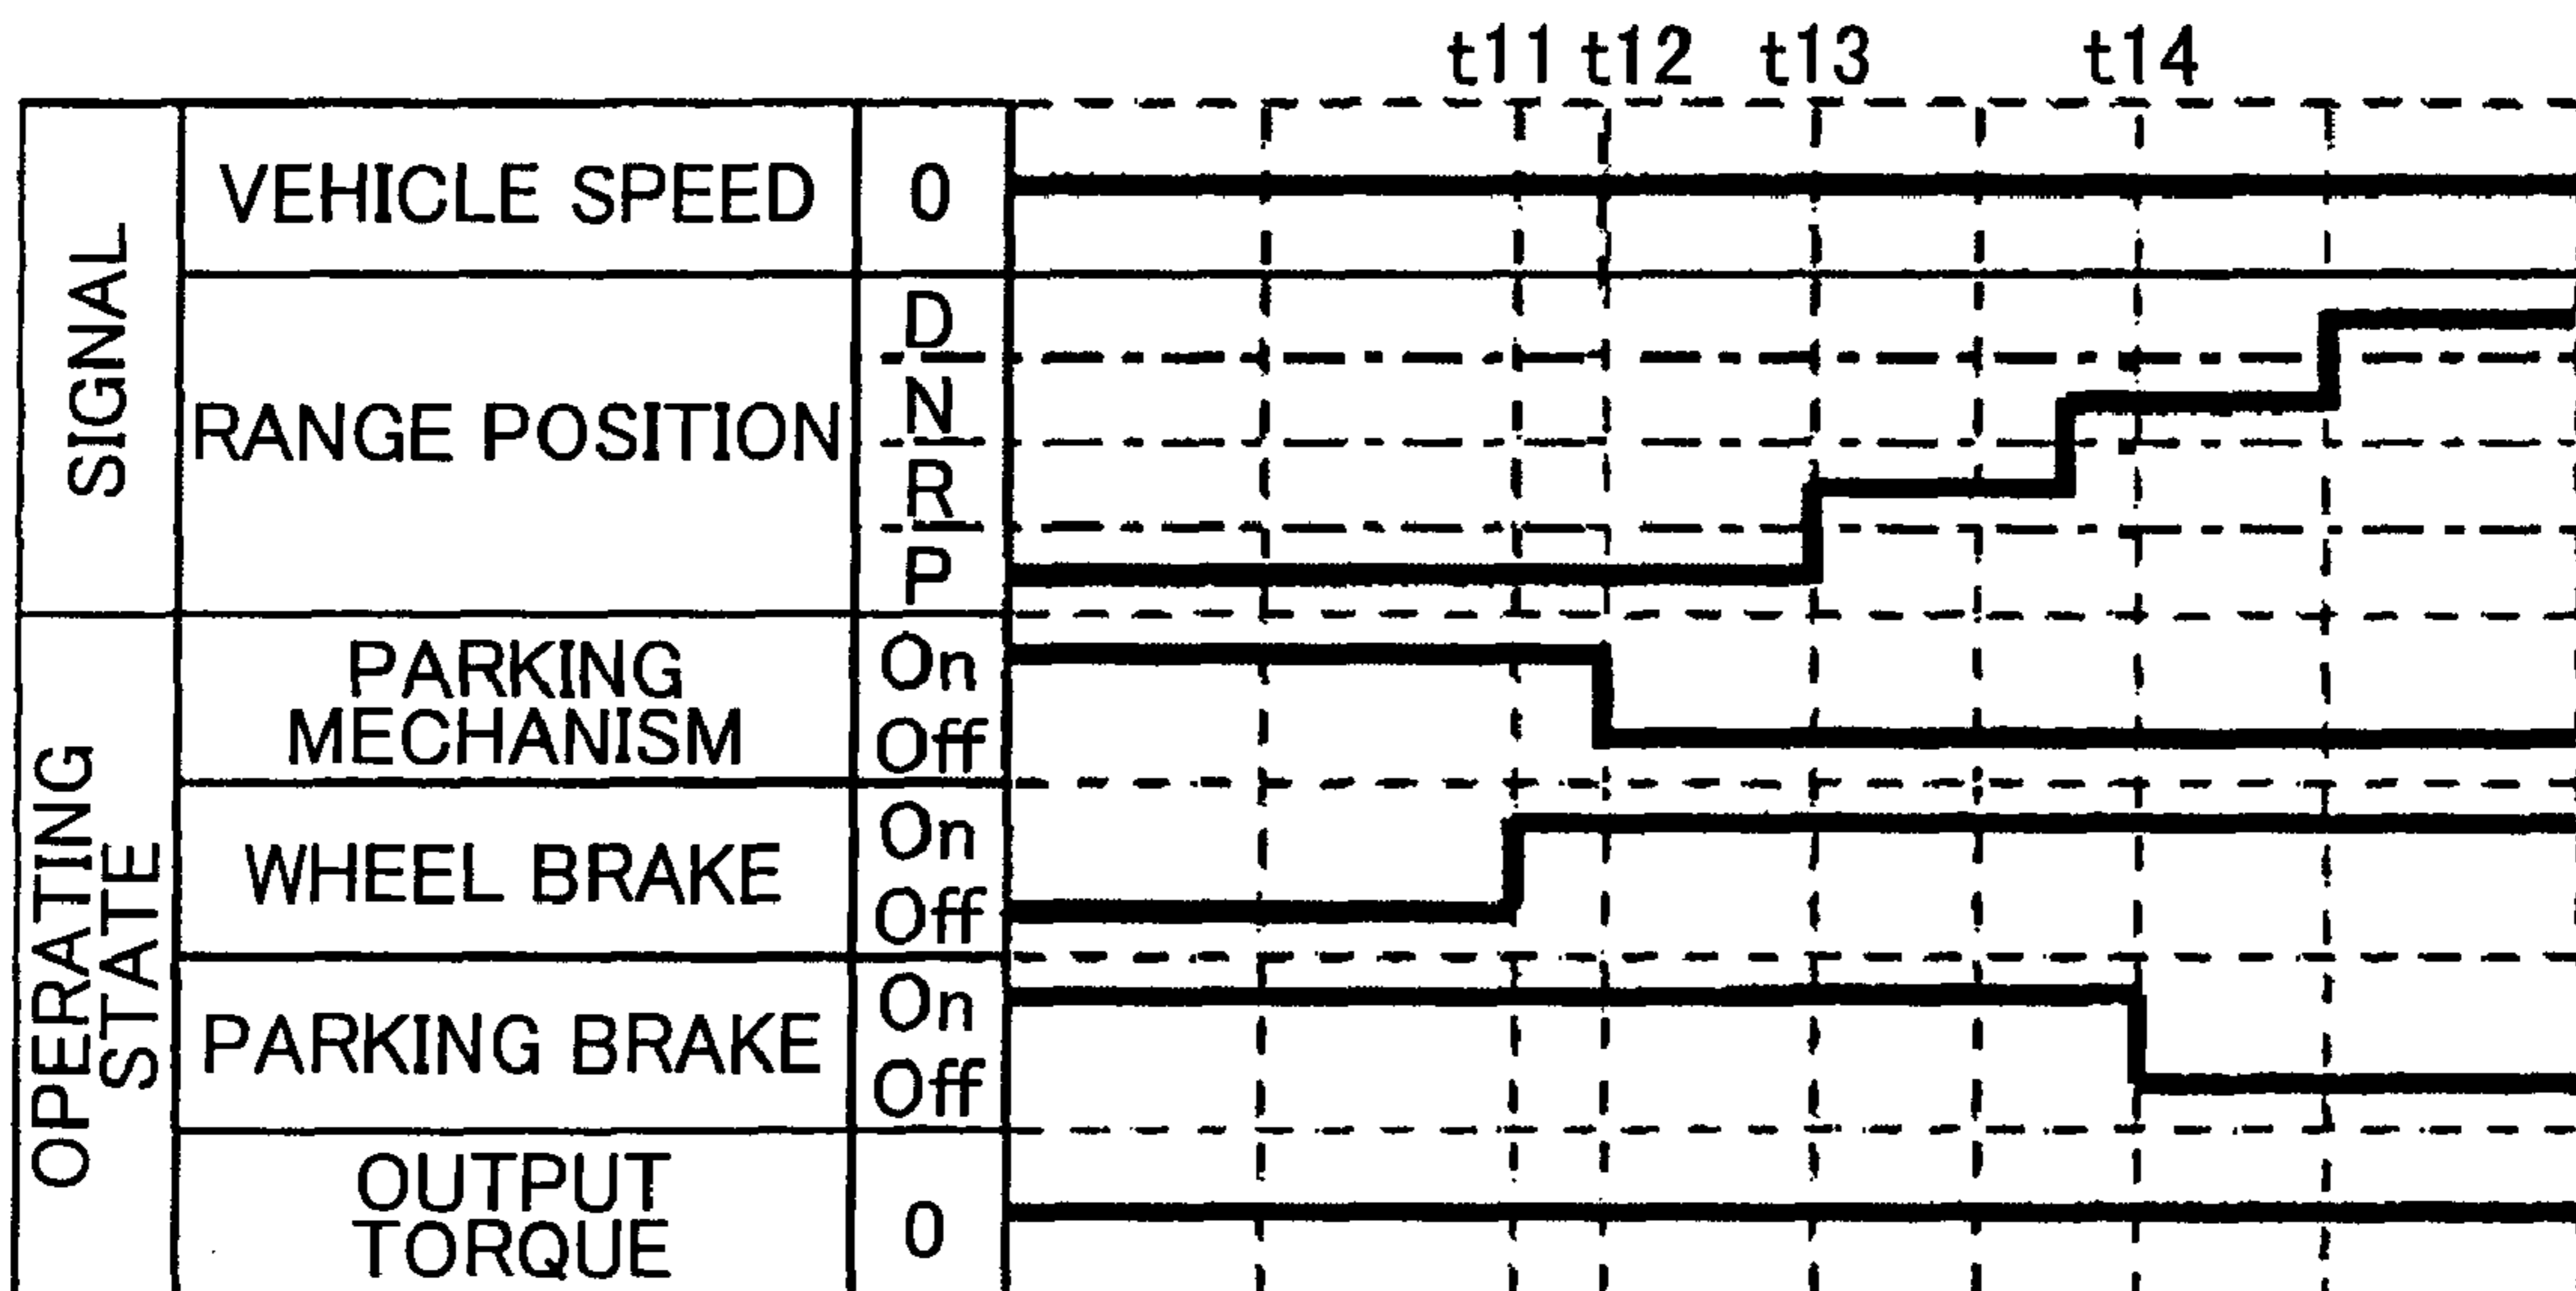 t11 t12 t13 t14
SIGNAL
VEHICLE SPEED
0
RANGE POSITION
D
N
R
P
OPERATING
STATE
PARKING
MECHANISM
On
Off
WHEEL BRAKE
On
Off
PARKING BRAKE
On
Off
OUTPUT
TORQUE
0